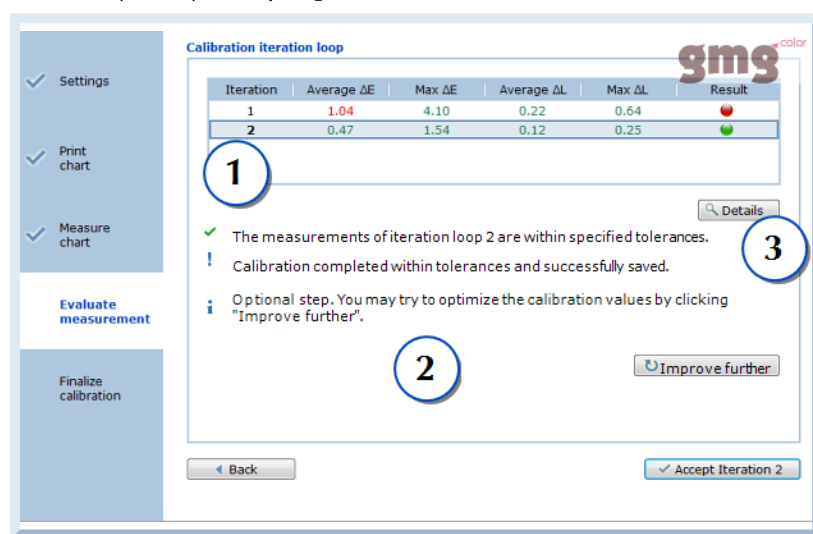 Calibration iteration loop
gmg color
Settings
Iteration Average ΔE Max ΔE Average ΔL Max ΔL Result
1 1.04 4.10 0.22 0.64
2 0.47 1.54 0.12 0.25
Print
chart
1
Details
Measure
chart
The measurements of iteration loop 2 are within specified tolerances.
3
Calibration completed within tolerances and successfully saved.
Evaluate
measurement
Optional step. You may try to optimize the calibration values by clicking
"Improve further".
2
Improve further
Finalize
calibration
Back
Accept Iteration 2